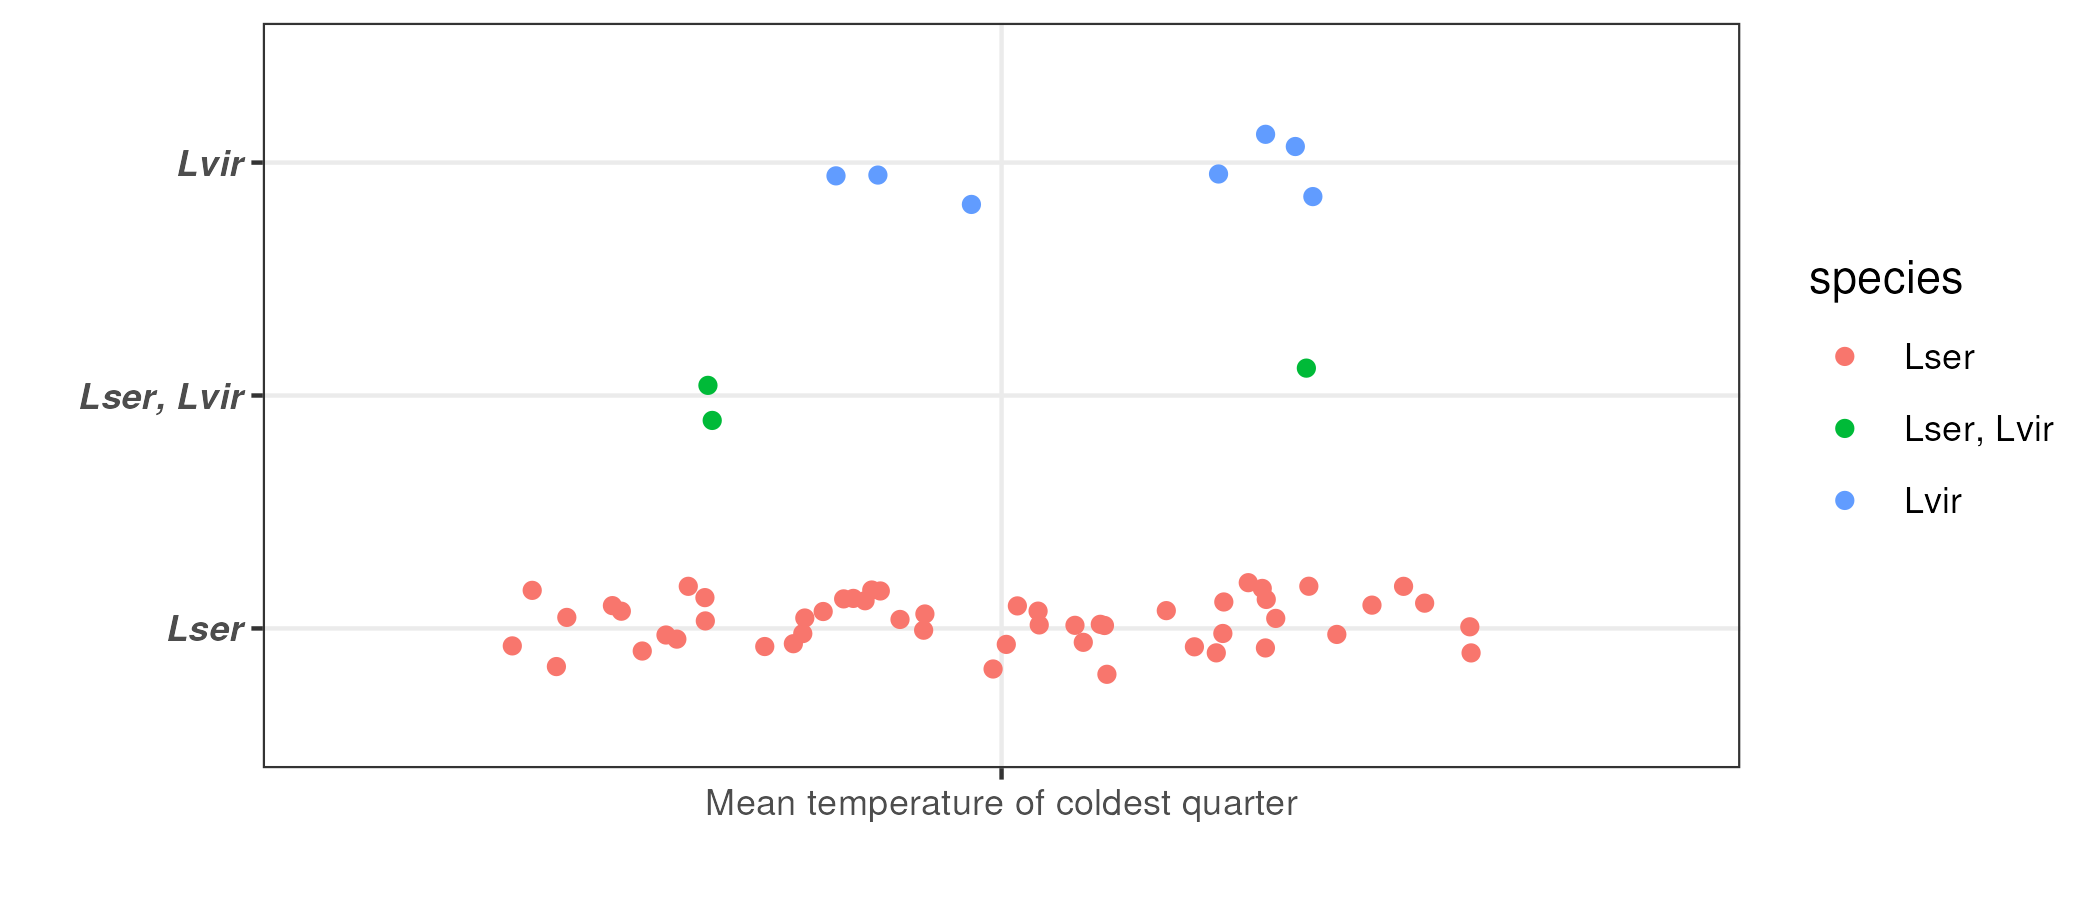 Lvir
Lser, Lvir
Lser
Mean temperature of coldest quarter
species
Lser
Lser, Lvir
Lvir